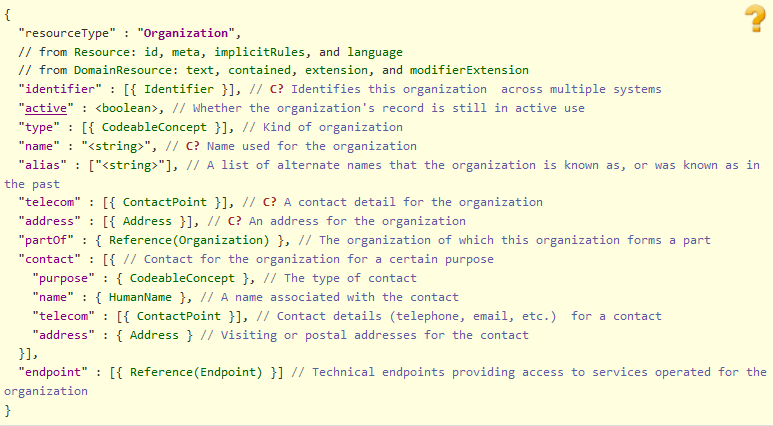 {
  "resourceType" : "Organization",
  // from Resource: id, meta, implicitRules, and language
  // from DomainResource: text, contained, extension, and modifierExtension
  "identifier" : [{ Identifier }], // C? Identifies this organization  across multiple systems
  "active" : <boolean>, // Whether the organization's record is still in active use
  "type" : [{ CodeableConcept }], // Kind of organization
  "name" : "<string>", // C? Name used for the organization
  "alias" : ["<string>"], // A list of alternate names that the organization is known as, or was known as in
the past
  "telecom" : [{ ContactPoint }], // C? A contact detail for the organization
  "address" : [{ Address }], // C? An address for the organization
  "partOf" : { Reference(Organization) }, // The organization of which this organization forms a part
  "contact" : [{ // Contact for the organization for a certain purpose
    "purpose" : { CodeableConcept }, // The type of contact
    "name" : { HumanName }, // A name associated with the contact
    "telecom" : [{ ContactPoint }], // Contact details (telephone, email, etc.)  for a contact
    "address" : { Address } // Visiting or postal addresses for the contact
  }],
  "endpoint" : [{ Reference(Endpoint) }] // Technical endpoints providing access to services operated for the
organization
}
?